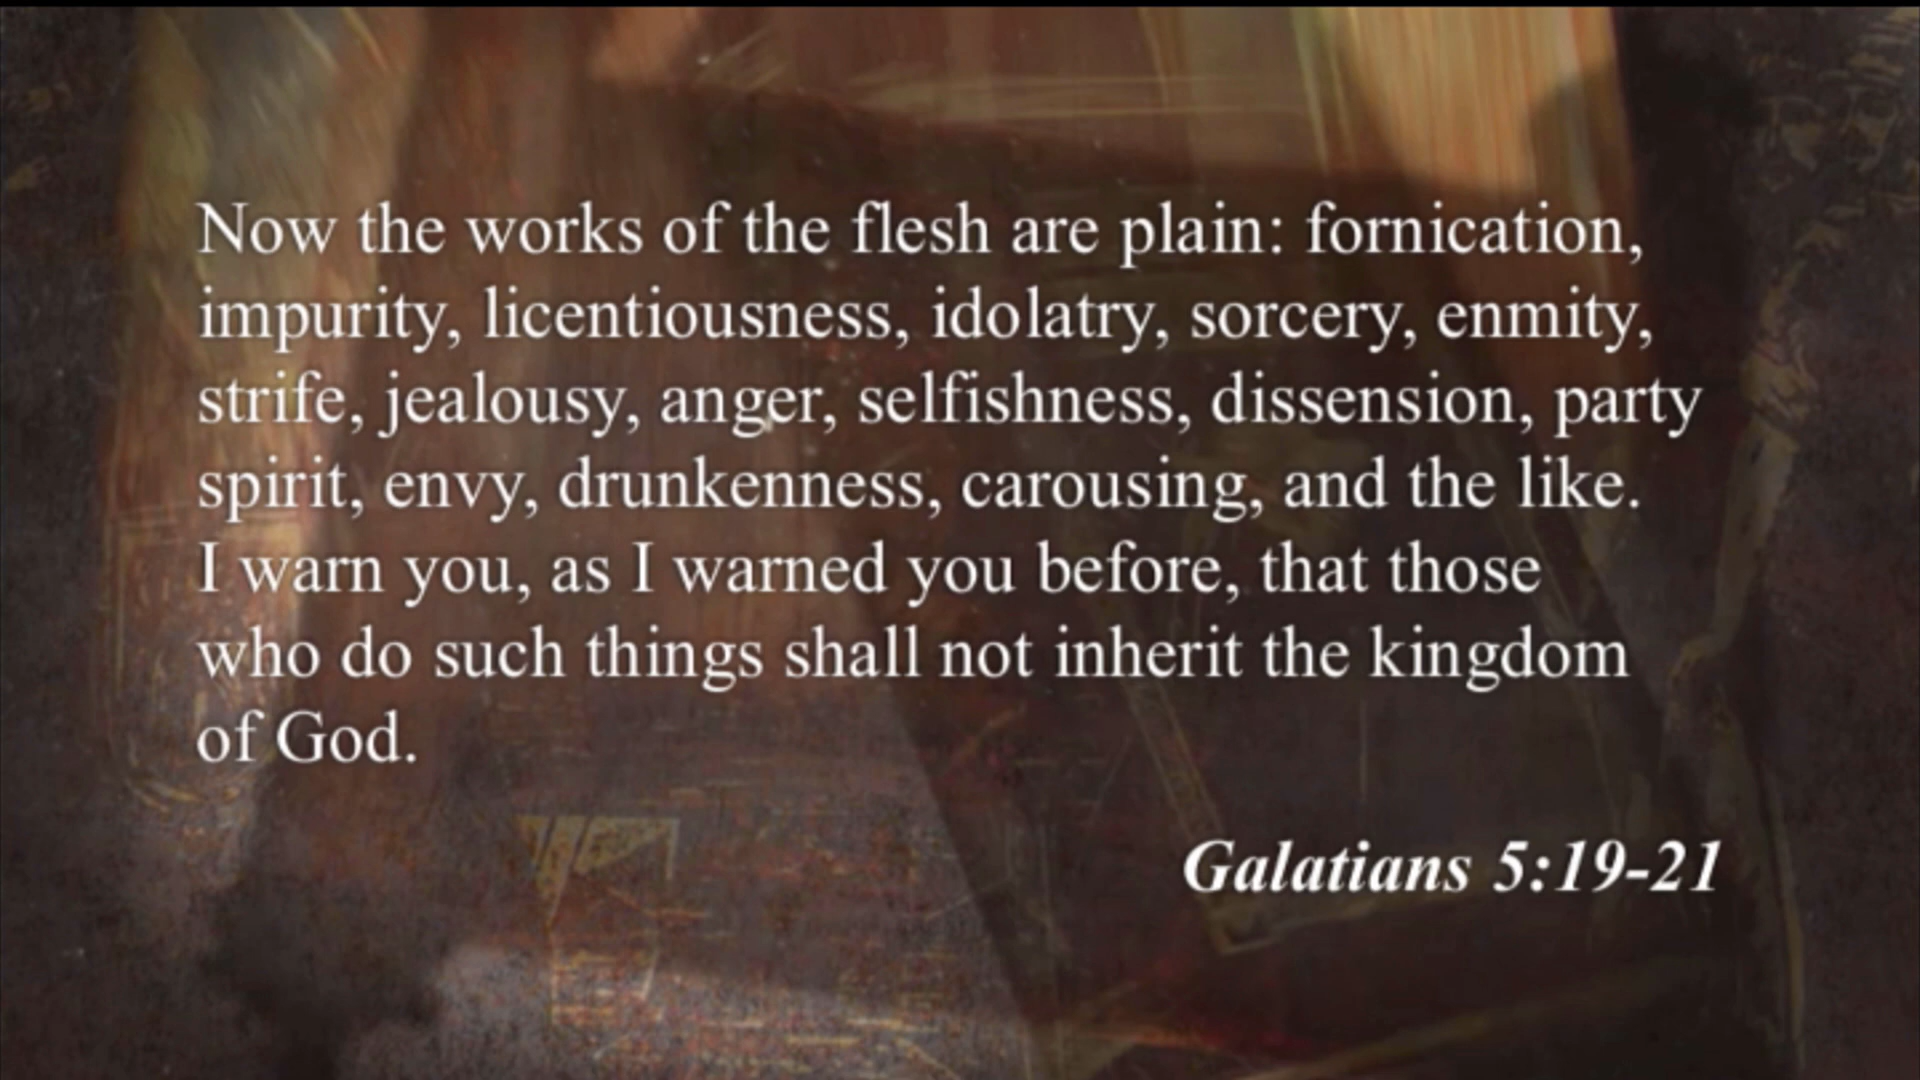 Now the works of the flesh are plain: fornication,
impurity, licentiousness, idolatry, sorcery, enmity,
strife, jealousy, anger, selfishness, dissension, party
spirit, envy, drunkenness, carousing, and the like.
I warn you, as I warned you before, that those
who do such things shall not inherit the kingdom
of God.
Galatians 5:19-21